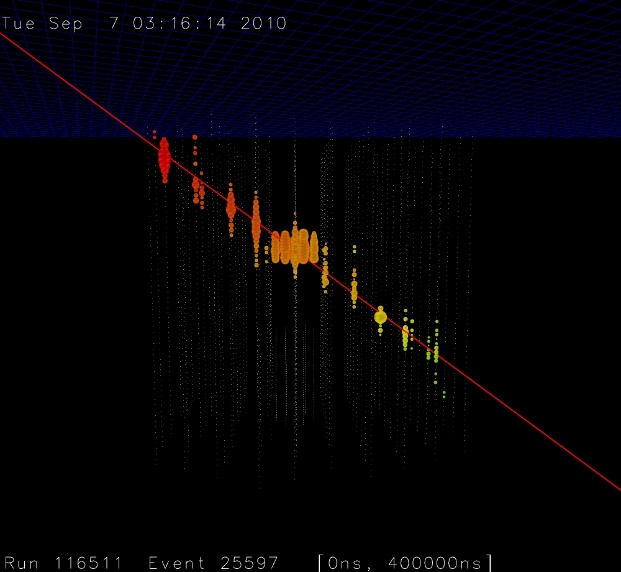 Tue Sep  7 03:16:14 2010
Run 116511  Event 25597  [0ns, 400000ns]